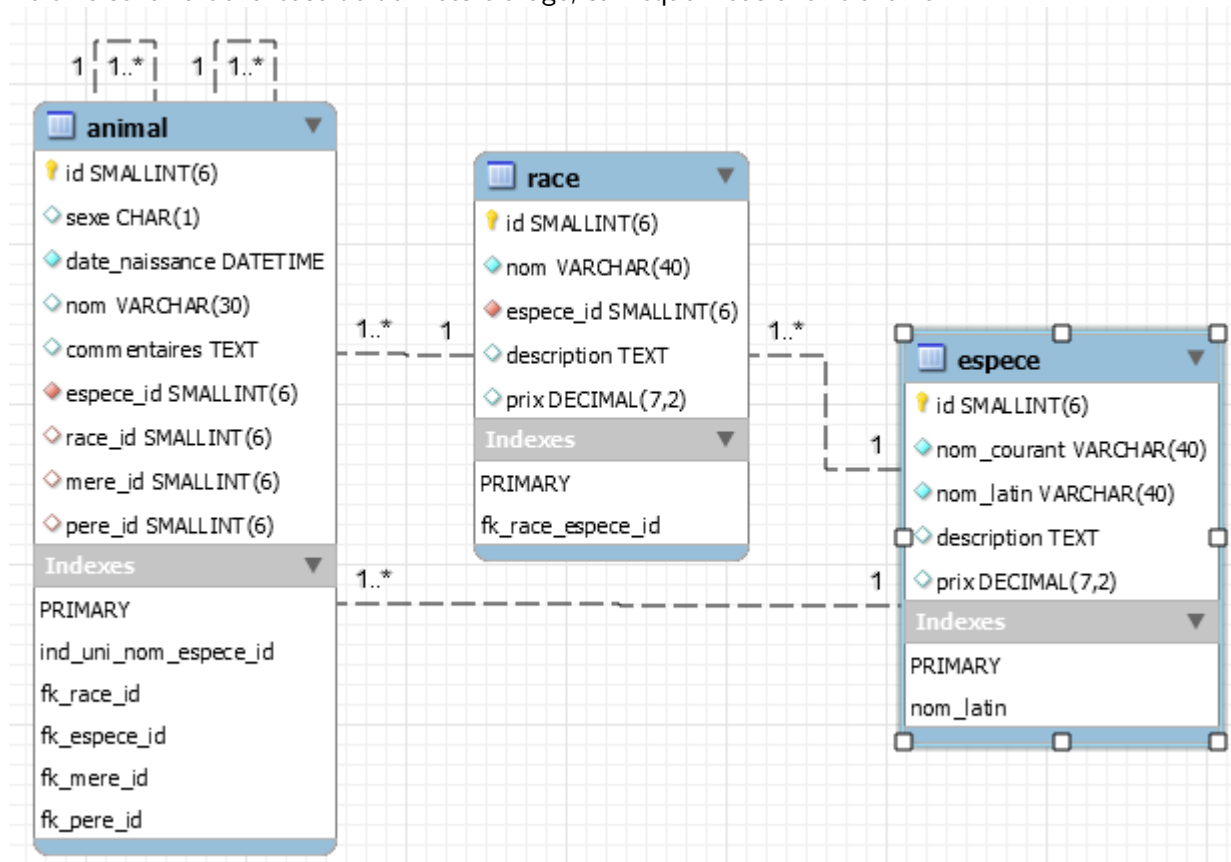 1 1..* 1 1..*
animal
id SMALLINT(6)
sexe CHAR(1)
date_naissance DATETIME
nom VARCHAR(30)
commentaires TEXT
espece_id SMALLINT(6)
race_id SMALLINT(6)
mere_id SMALLINT(6)
pere_id SMALLINT(6)
Indexes
PRIMARY
ind_uni_nom_espece_id
fk_race_id
fk_espece_id
fk_mere_id
fk_pere_id
1..* 1
race
id SMALLINT(6)
nom VARCHAR(40)
espece_id SMALLINT(6)
description TEXT
prix DECIMAL(7,2)
Indexes
PRIMARY
fk_race_espece_id
1..*
1
1..* 1
espece
id SMALLINT(6)
nom_courant VARCHAR(40)
nom_latin VARCHAR(40)
description TEXT
prix DECIMAL(7,2)
Indexes
PRIMARY
nom_latin